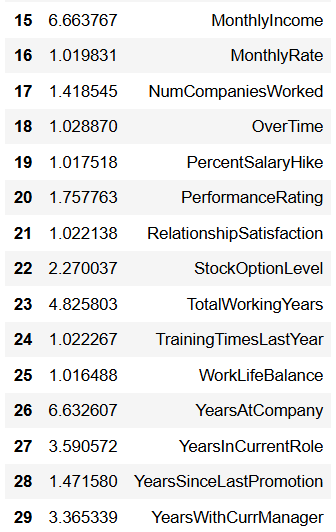 15 6.663767 MonthlyIncome
16 1.019831 MonthlyRate
17 1.418545 NumCompaniesWorked
18 1.028870 OverTime
19 1.017518 PercentSalaryHike
20 1.757763 PerformanceRating
21 1.022138 RelationshipSatisfaction
22 2.270037 StockOptionLevel
23 4.825803 TotalWorkingYears
24 1.022267 TrainingTimesLastYear
25 1.016488 WorkLifeBalance
26 6.632607 YearsAtCompany
27 3.590572 YearsInCurrentRole
28 1.471580 YearsSinceLastPromotion
29 3.365339 YearsWithCurrManager